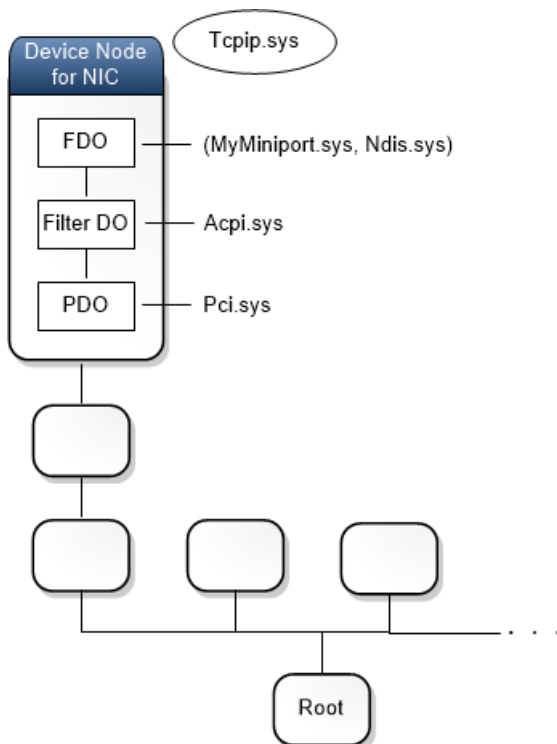 Tcpip.sys
Device Node
for NIC
FDO
(MyMiniport.sys, Ndis.sys)
Filter DO
Acpi.sys
PDO
Pci.sys
. . .
Root